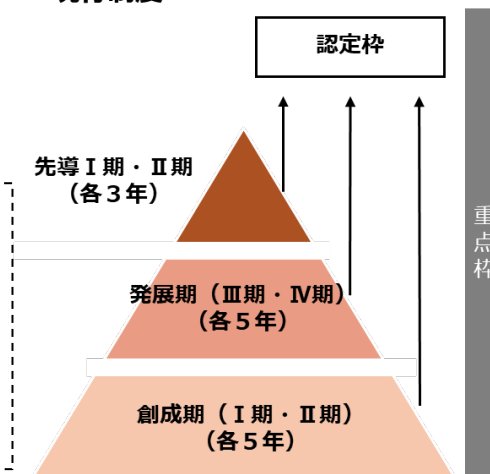 認定枠
先導Ⅰ期・Ⅱ期
（各３年）
発展期（Ⅲ期・Ⅳ期）
（各５年）
創成期（Ⅰ期・Ⅱ期）
（各５年）
重
点
枠